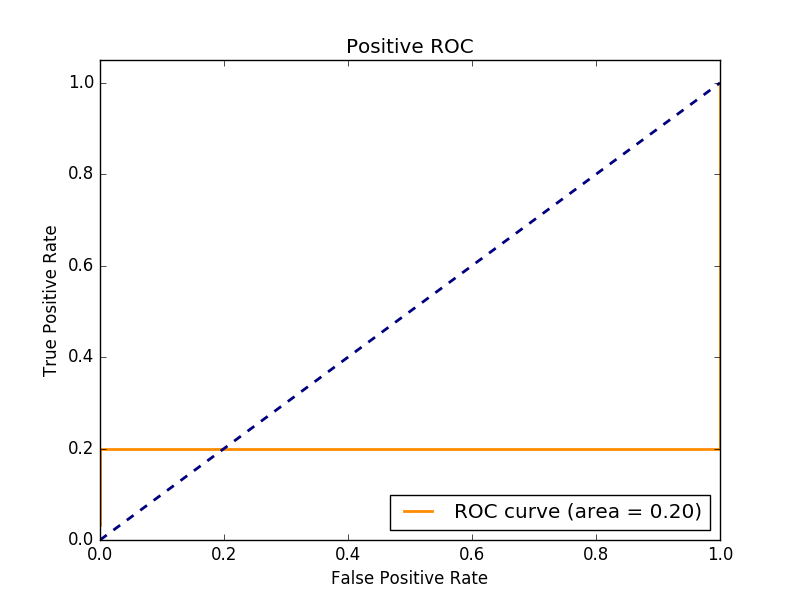 Positive ROC
1.0
0.8
0.6
0.4
0.2
0.0
True Positive Rate
ROC curve (area = 0.20)
0.0 0.2 0.4 0.6 0.8 1.0
False Positive Rate